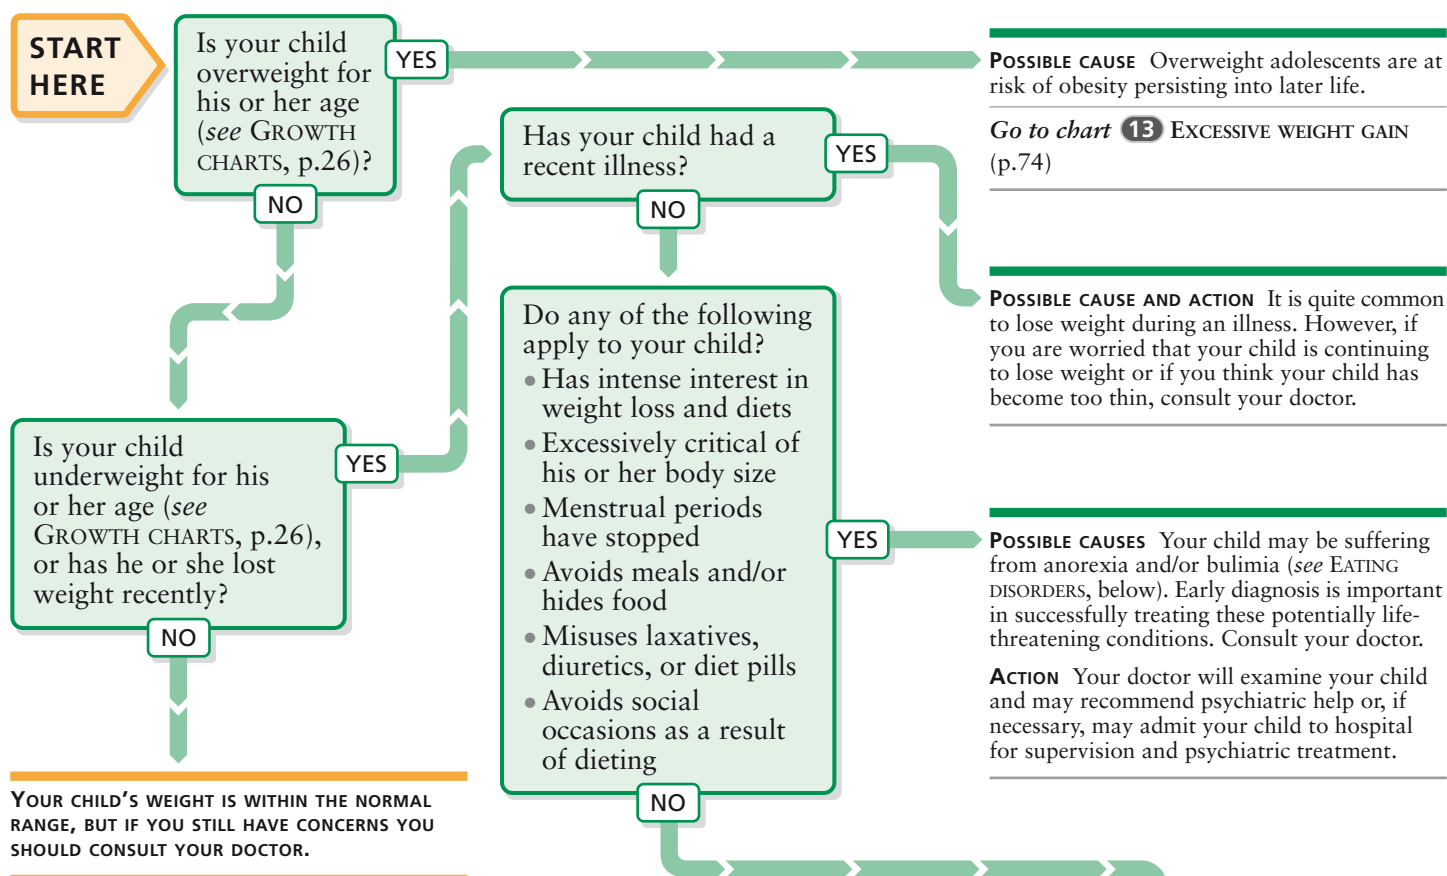 START
HERE
Is your child
overweight for
his or her age
(see GROWTH
CHARTS, p.26)?
YES
NO
POSSIBLE CAUSE Overweight adolescents are at
risk of obesity persisting into later life.
Go to chart 13 EXCESSIVE WEIGHT GAIN
(p.74)
Has your child had a
recent illness?
YES
NO
POSSIBLE CAUSE AND ACTION It is quite common
to lose weight during an illness. However, if
you are worried that your child is continuing
to lose weight or if you think your child has
become too thin, consult your doctor.
Is your child
underweight for his
or her age (see
GROWTH CHARTS, p.26),
or has he or she lost
weight recently?
YES
NO
Do any of the following
apply to your child?
• Has intense interest in
weight loss and diets
• Excessively critical of
his or her body size
• Menstrual periods
have stopped
• Avoids meals and/or
hides food
• Misuses laxatives,
diuretics, or diet pills
• Avoids social
occasions as a result
of dieting
YES
NO
POSSIBLE CAUSES Your child may be suffering
from anorexia and/or bulimia (see EATING
DISORDERS, below). Early diagnosis is important
in successfully treating these potentially life-
threatening conditions. Consult your doctor.
ACTION Your doctor will examine your child
and may recommend psychiatric help or, if
necessary, may admit your child to hospital
for supervision and psychiatric treatment.
YOUR CHILD'S WEIGHT IS WITHIN THE NORMAL
RANGE, BUT IF YOU STILL HAVE CONCERNS YOU
SHOULD CONSULT YOUR DOCTOR.